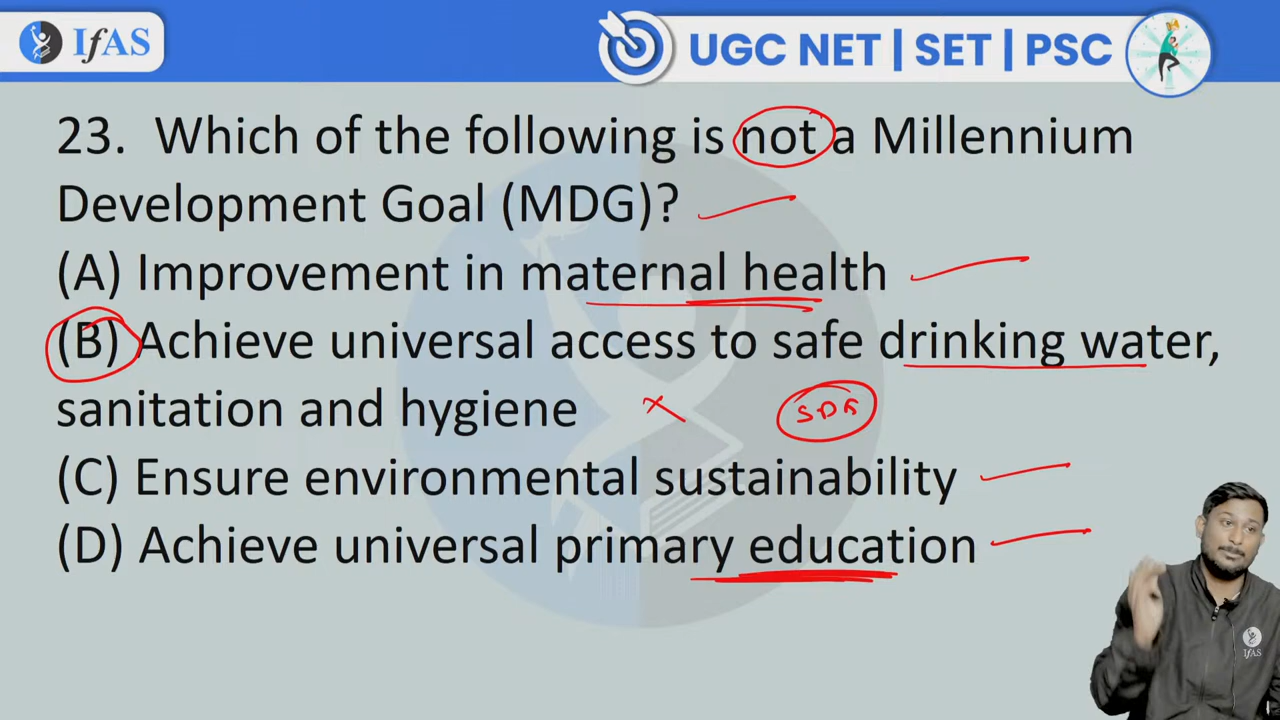 IfAS
UGC NET | SET | PSC
23. Which of the following is not a Millennium
Development Goal (MDG)?
(A) Improvement in maternal health
(B) Achieve universal access to safe drinking water,
sanitation and hygiene
SDG
(C) Ensure environmental sustainability
(D) Achieve universal primary education
IfAS